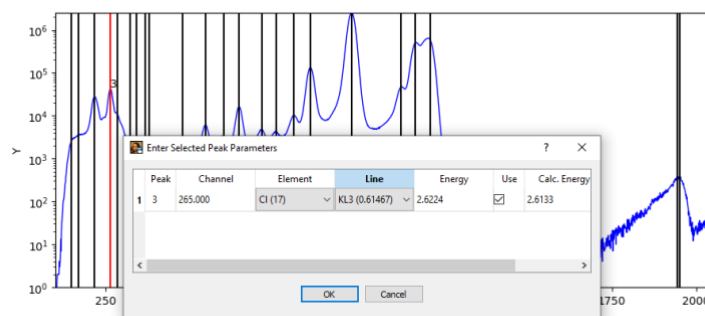 10⁶
10⁵
10⁴
10³
10²
10¹
10⁰
Y
3
250
1750
2000
Enter Selected Peak Parameters
? ×
Peak Channel Element Line Energy Use Calc. Energy
1 3 265.000 Cl (17) KL3 (0.61467) 2.6224 2.6133
OK Cancel